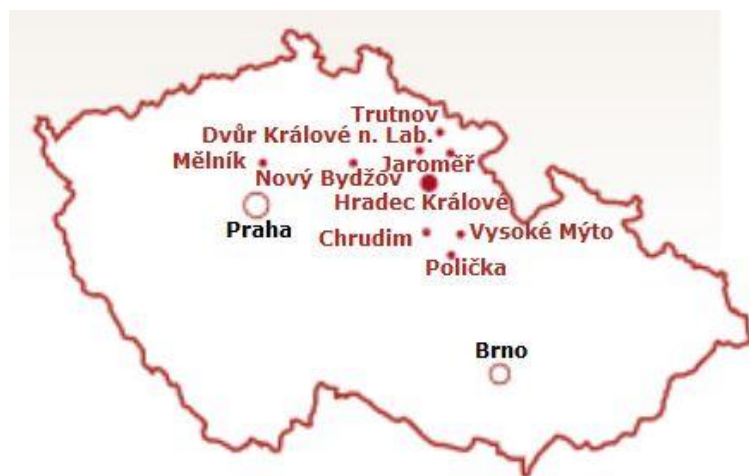 Trutnov
Dvůr Králové n. Lab.
Mělník
Jaroměř
Nový Bydžov
Hradec Králové
Praha
Chrudim
Vysoké Mýto
Polička
Brno